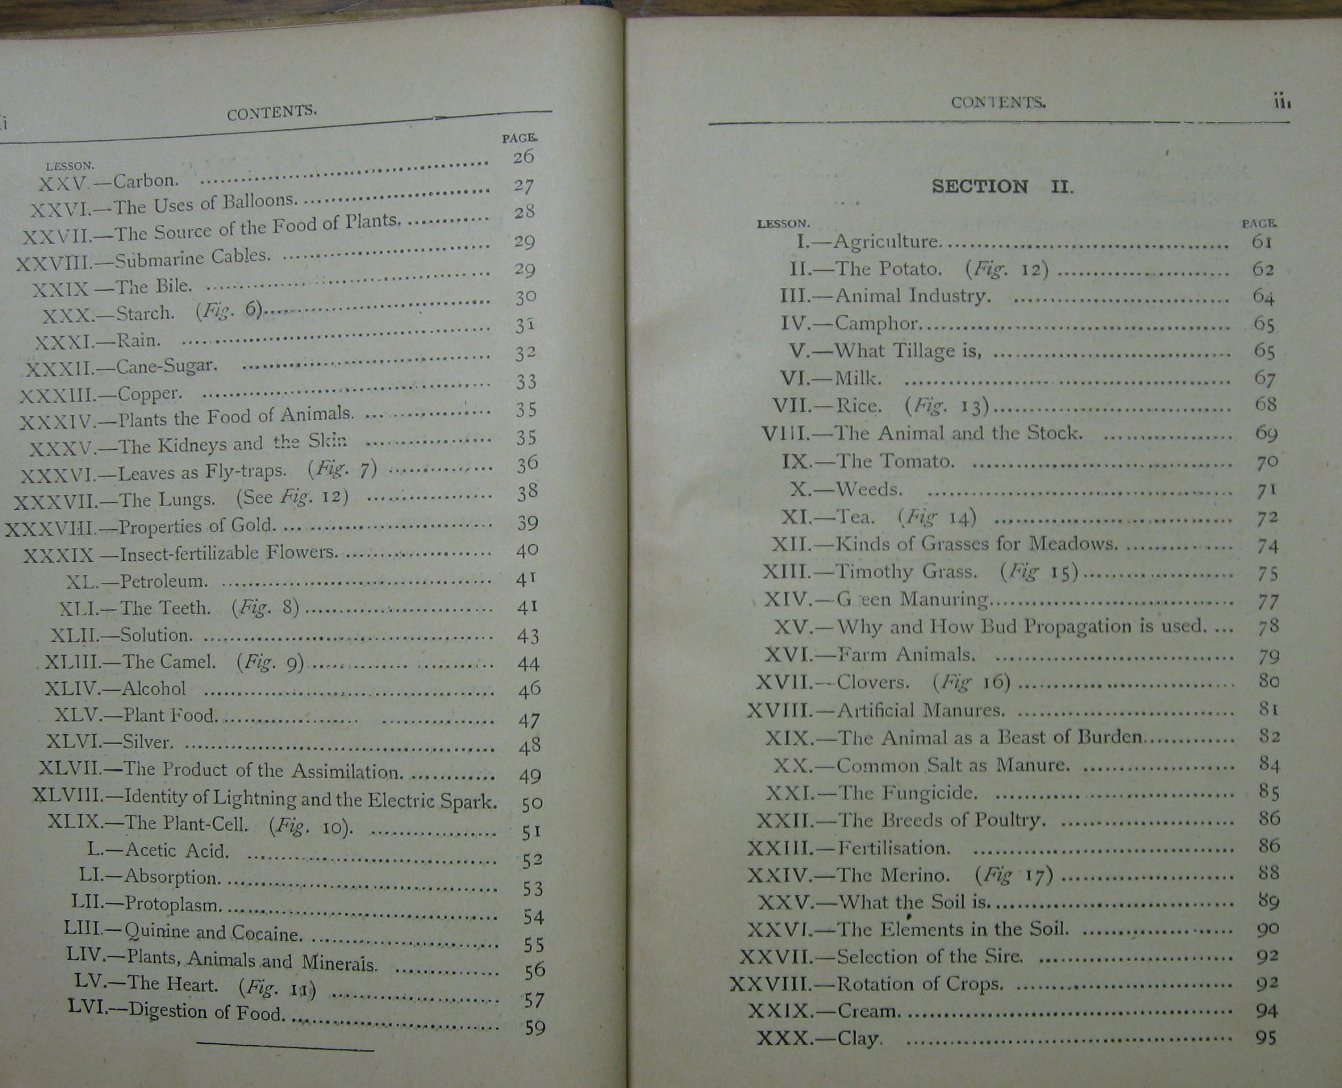 i
CONTENTS.
LESSON. PAGE.
XXV.—Carbon. 26
XXVI.—The Uses of Balloons. 27
XXVII.—The Source of the Food of Plants. 28
XXVIII.—Submarine Cables. 29
XXIX—The Bile. 29
XXX.—Starch. (Fig. 6) 30
XXXI.—Rain. 31
XXXII.—Cane-Sugar. 32
XXXIII.—Copper. 33
XXXIV.—Plants the Food of Animals. 35
XXXV.—The Kidneys and the Skin 35
XXXVI.—Leaves as Fly-traps. (Fig. 7) 36
XXXVII.—The Lungs. (See Fig. 12) 38
XXXVIII.—Properties of Gold. 39
XXXIX—Insect-fertilizable Flowers. 40
XL.—Petroleum. 41
XLI.—The Teeth. (Fig. 8) 41
XLII.—Solution. 43
XLIII.—The Camel. (Fig. 9) 44
XLIV.—Alcohol 46
XLV.—Plant Food. 47
XLVI.—Silver. 48
XLVII.—The Product of the Assimilation. 49
XLVIII.—Identity of Lightning and the Electric Spark. 50
XLIX.—The Plant-Cell. (Fig. 10). 51
L.—Acetic Acid. 52
LI.—Absorption. 53
LII.—Protoplasm. 54
LIII.—Quinine and Cocaine. 55
LIV.—Plants, Animals and Minerals. 56
LV.—The Heart. (Fig. 11) 57
LVI.—Digestion of Food. 59
CONTENTS. iii
SECTION II.
LESSON. PAGE.
I.—Agriculture. 61
II.—The Potato. (Fig. 12) 62
III.—Animal Industry. 64
IV.—Camphor. 65
V.—What Tillage is, 65
VI.—Milk. 67
VII.—Rice. (Fig. 13) 68
VIII.—The Animal and the Stock. 69
IX.—The Tomato. 70
X.—Weeds. 71
XI.—Tea. (Fig 14) 72
XII.—Kinds of Grasses for Meadows. 74
XIII.—Timothy Grass. (Fig 15) 75
XIV.—G een Manuring. 77
XV.—Why and How Bud Propagation is used. 78
XVI.—Farm Animals. 79
XVII.—Clovers. (Fig 16) 80
XVIII.—Artificial Manures. 81
XIX.—The Animal as a Beast of Burden. 82
XX.—Common Salt as Manure. 84
XXI.—The Fungicide. 85
XXII.—The Breeds of Poultry. 86
XXIII.—Fertilisation. 86
XXIV.—The Merino. (Fig 17) 88
XXV.—What the Soil is. 89
XXVI.—The Elements in the Soil. 90
XXVII.—Selection of the Sire. 92
XXVIII.—Rotation of Crops. 92
XXIX.—Cream. 94
XXX.—Clay. 95